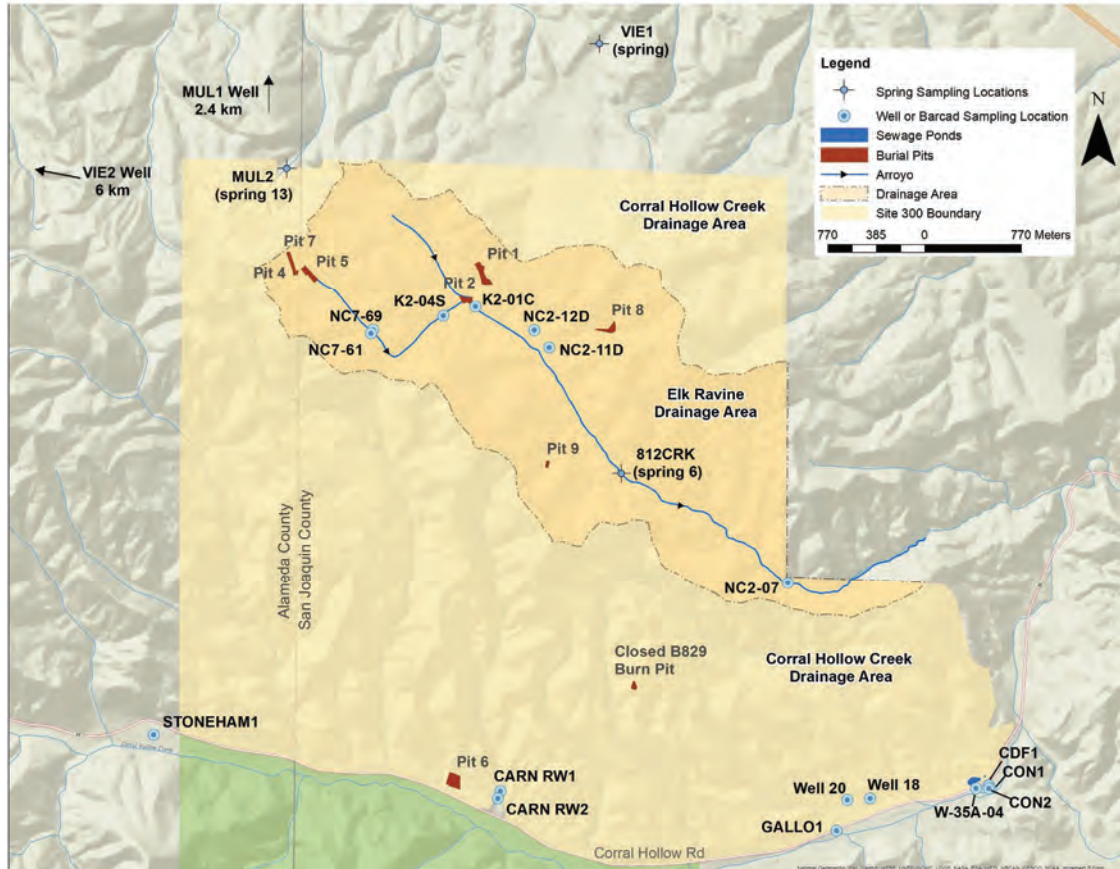 VIE1
(spring)
MUL1 Well
2.4 km
VIE2 Well
6 km
MUL2
(spring 13)
Legend
Spring Sampling Locations
Well or Barcad Sampling Location
Sewage Ponds
Burial Pits
Arroyo
Drainage Area
Site 300 Boundary
770 385 0 770 Meters
N
Corral Hollow Creek
Drainage Area
Pit 7
Pit 4
Pit 5
Pit 1
Pit 2
K2-04S
K2-01C
NC7-69
NC7-61
NC2-12D
NC2-11D
Pit 8
Elk Ravine
Drainage Area
Pit 9
812CRK
(spring 6)
NC2-07
Alameda County
San Joaquin County
Closed B829
Burn Pit
Corral Hollow Creek
Drainage Area
STONEHAM1
Pit 6
CARN RW1
CARN RW2
Well 20
Well 18
GALLO1
CDF1
CON1
CON2
W-35A-04
Corral Hollow Rd